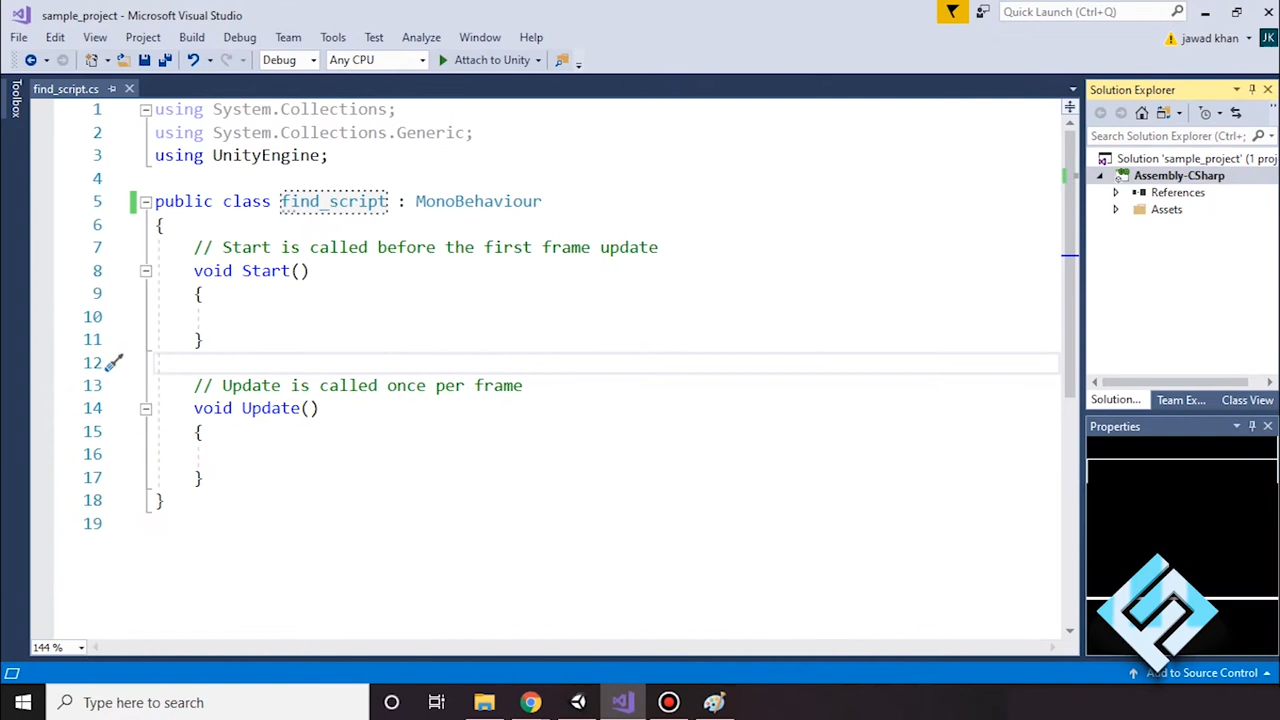 sample_project - Microsoft Visual Studio
Quick Launch (Ctrl+Q)
File Edit View Project Build Debug Team Tools Test Analyze Window Help
jawad khan JK
Debug Any CPU Attach to Unity
Toolbox
find_script.cs
1 using System.Collections;
2 using System.Collections.Generic;
3 using UnityEngine;
4
5 public class find_script : MonoBehaviour
6 {
7 // Start is called before the first frame update
8 void Start()
9 {
10
11 }
12
13 // Update is called once per frame
14 void Update()
15 {
16
17 }
18 }
19
144 %
Solution Explorer
Search Solution Explorer (Ctrl+;
Solution 'sample_project' (1 proj
Assembly-CSharp
References
Assets
Solution... Team Ex... Class View
Properties
Add to Source Control
Type here to search